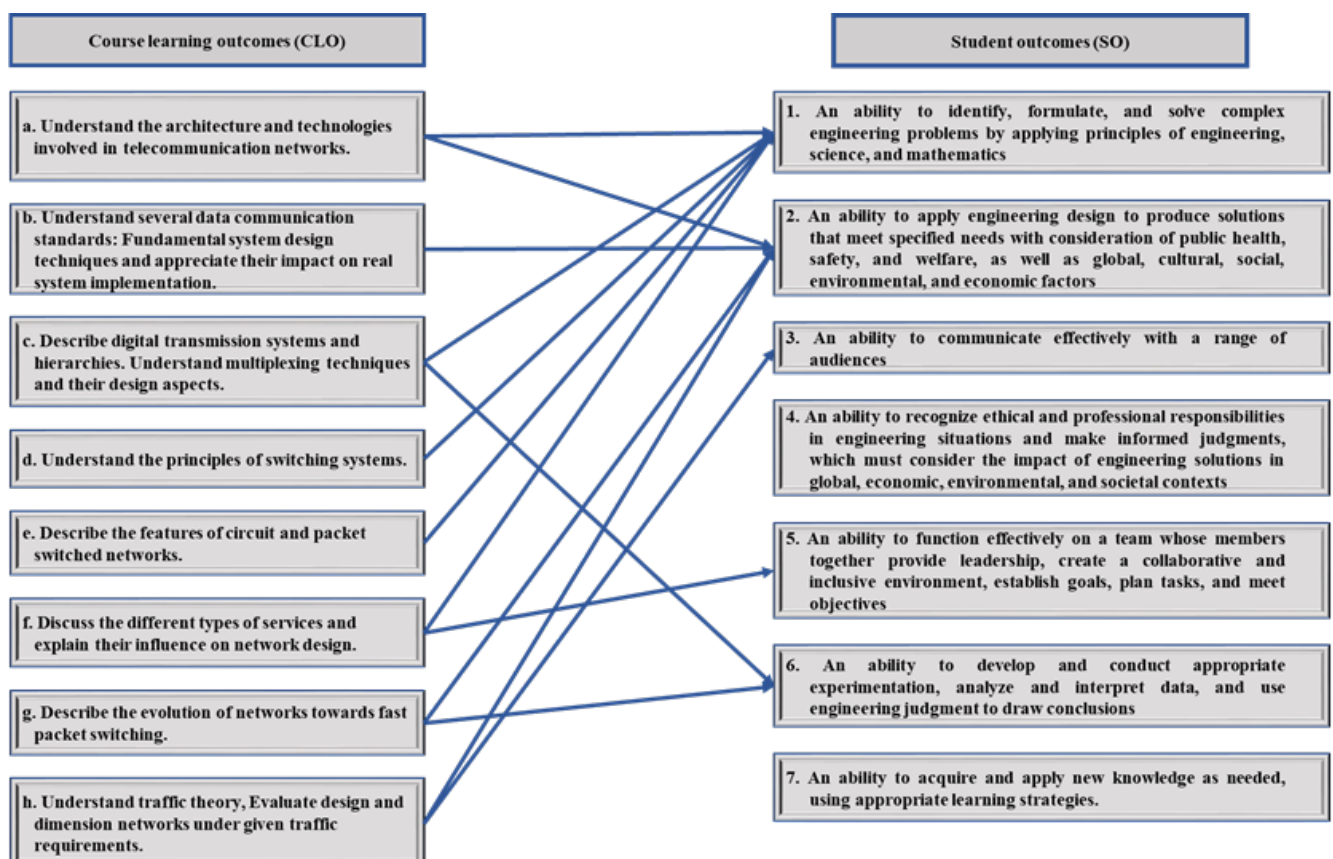 Course learning outcomes (CLO)
a. Understand the architecture and technologies
involved in telecommunication networks.
b. Understand several data communication
standards: Fundamental system design
techniques and appreciate their impact on real
system implementation.
c. Describe digital transmission systems and
hierarchies. Understand multiplexing techniques
and their design aspects.
d. Understand the principles of switching systems.
e. Describe the features of circuit and packet
switched networks.
f. Discuss the different types of services and
explain their influence on network design.
g. Describe the evolution of networks towards fast
packet switching.
h. Understand traffic theory, Evaluate design and
dimension networks under given traffic
requirements.
Student outcomes (SO)
1. An ability to identify, formulate, and solve complex
engineering problems by applying principles of engineering,
science, and mathematics
2. An ability to apply engineering design to produce solutions
that meet specified needs with consideration of public health,
safety, and welfare, as well as global, cultural, social,
environmental, and economic factors
3. An ability to communicate effectively with a range of
audiences
4. An ability to recognize ethical and professional responsibilities
in engineering situations and make informed judgments,
which must consider the impact of engineering solutions in
global, economic, environmental, and societal contexts
5. An ability to function effectively on a team whose members
together provide leadership, create a collaborative and
inclusive environment, establish goals, plan tasks, and meet
objectives
6. An ability to develop and conduct appropriate
experimentation, analyze and interpret data, and use
engineering judgment to draw conclusions
7. An ability to acquire and apply new knowledge as needed,
using appropriate learning strategies.